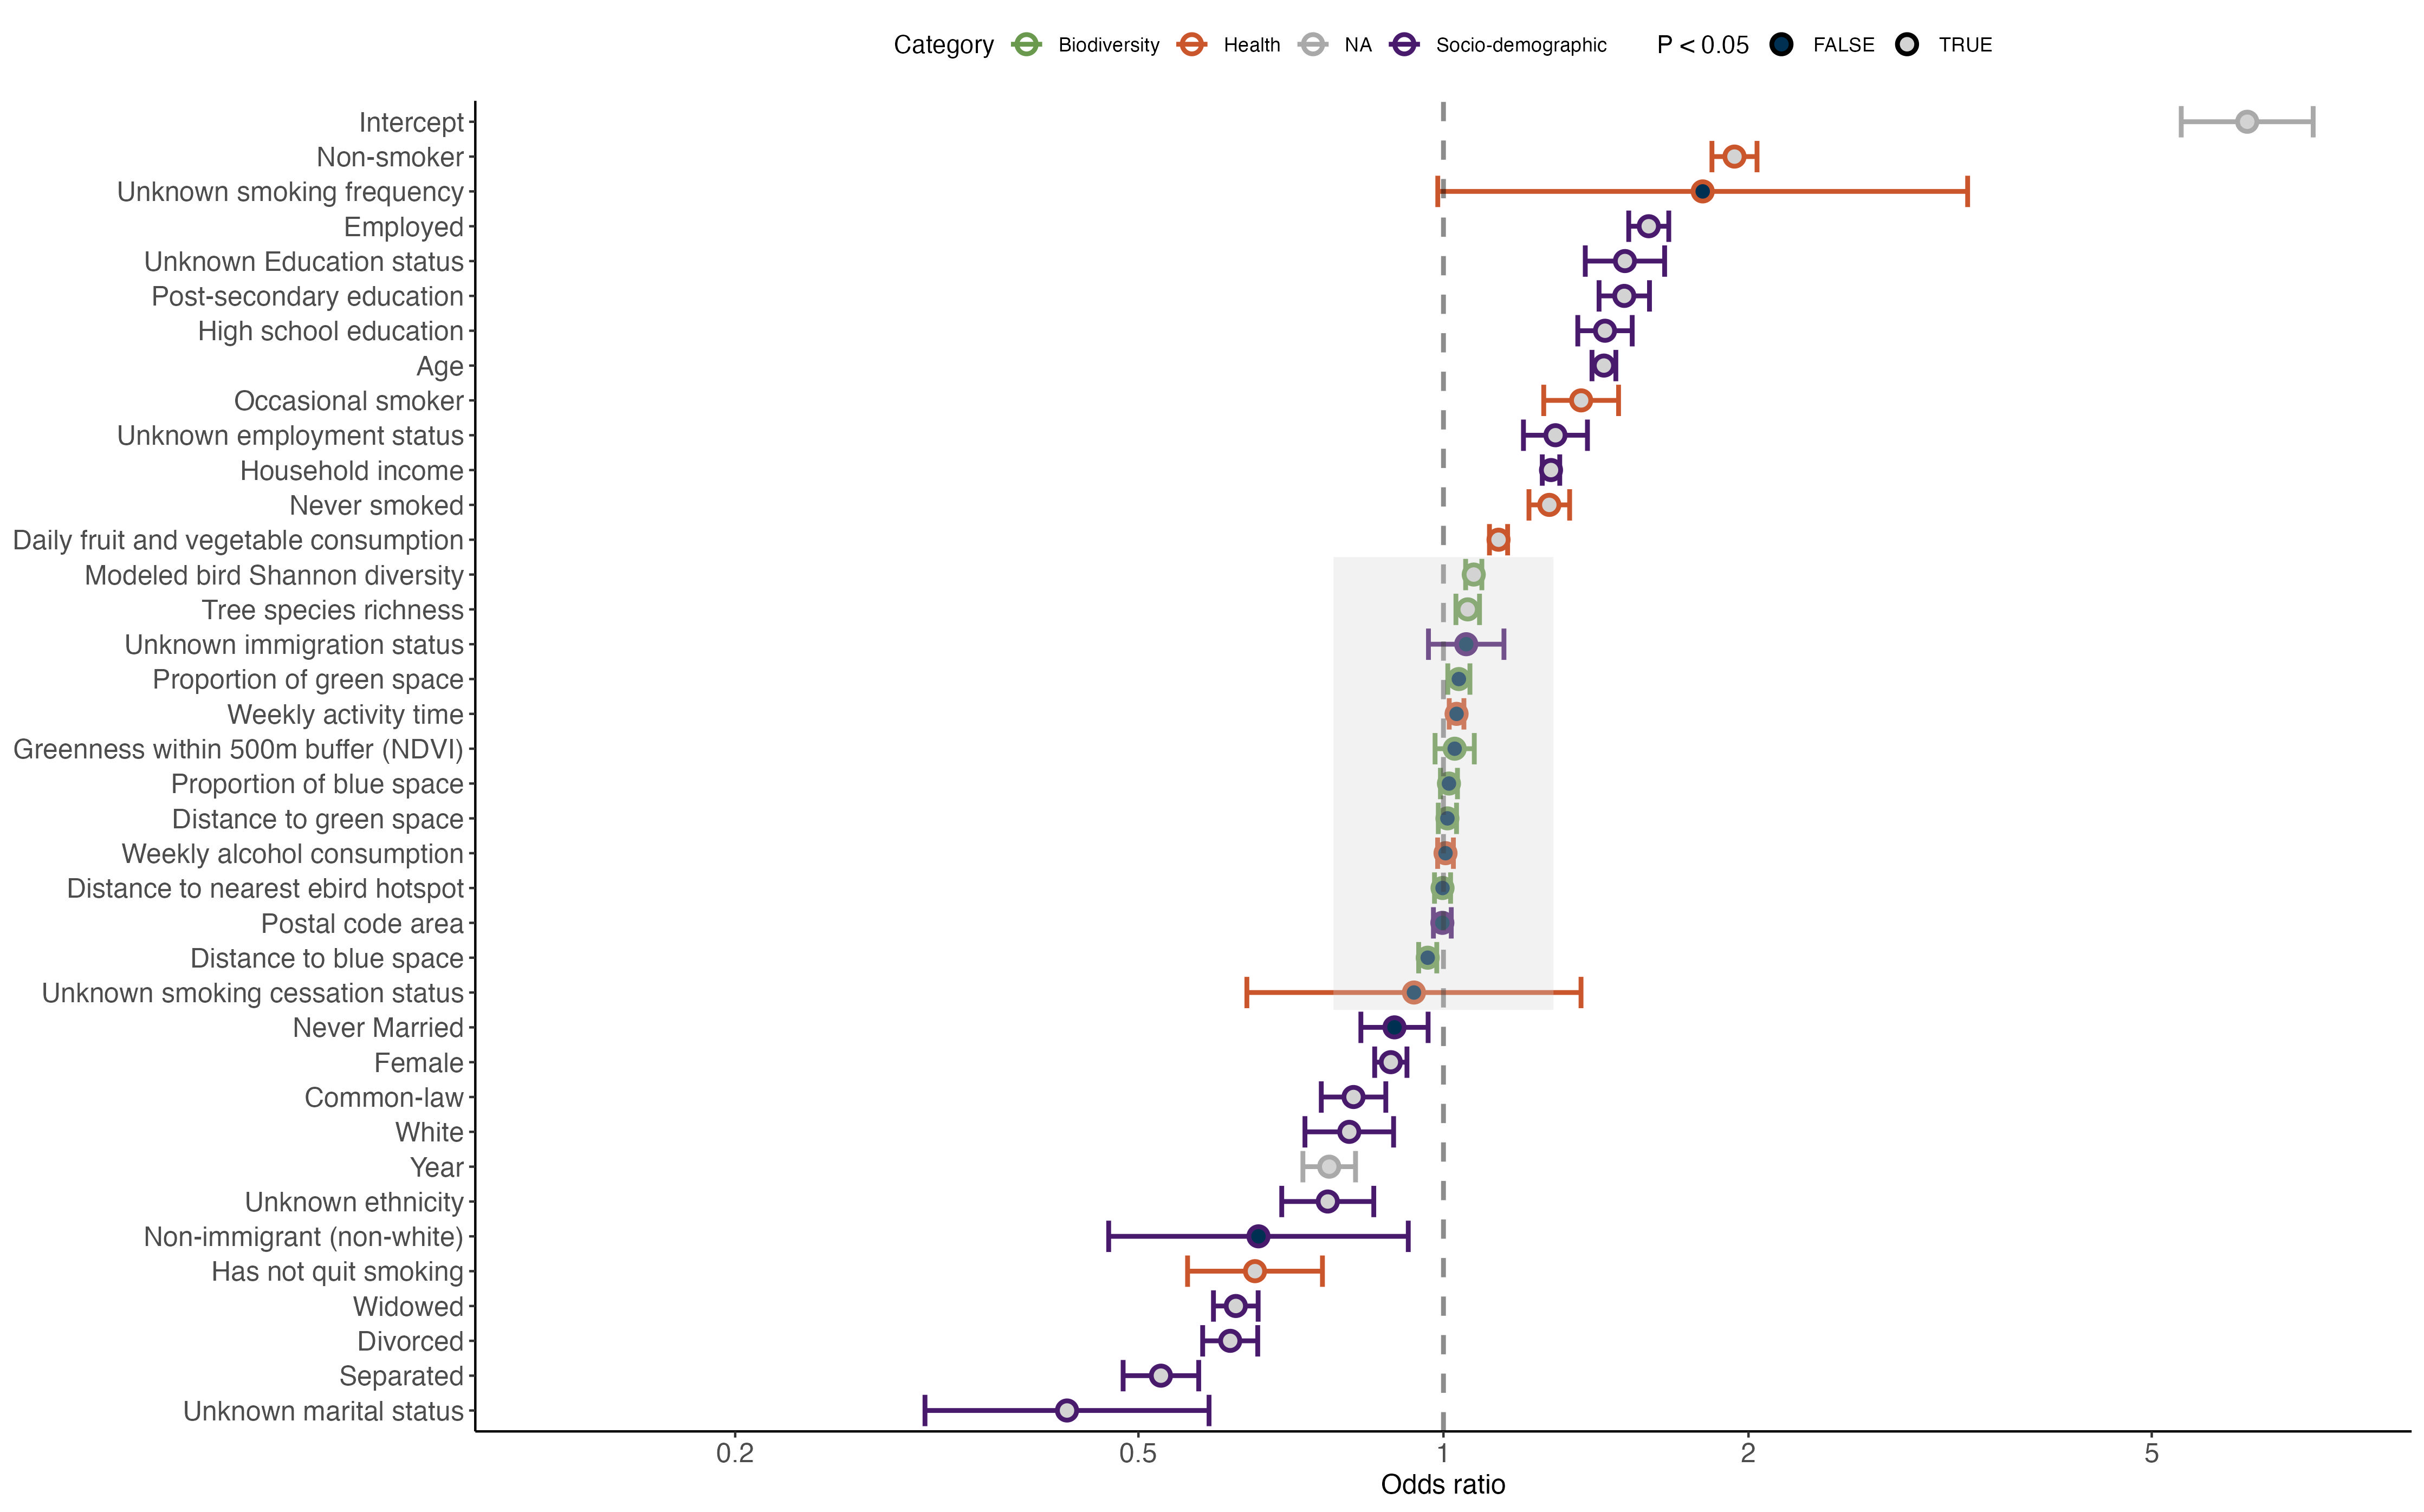 Category Biodiversity Health NA Socio-demographic P < 0.05 FALSE TRUE
Intercept
Non-smoker
Unknown smoking frequency
Employed
Unknown Education status
Post-secondary education
High school education
Age
Occasional smoker
Unknown employment status
Household income
Never smoked
Daily fruit and vegetable consumption
Modeled bird Shannon diversity
Tree species richness
Unknown immigration status
Proportion of green space
Weekly activity time
Greenness within 500m buffer (NDVI)
Proportion of blue space
Distance to green space
Weekly alcohol consumption
Distance to nearest ebird hotspot
Postal code area
Distance to blue space
Unknown smoking cessation status
Never Married
Female
Common-law
White
Year
Unknown ethnicity
Non-immigrant (non-white)
Has not quit smoking
Widowed
Divorced
Separated
Unknown marital status
0.2 0.5 1 2 5
Odds ratio